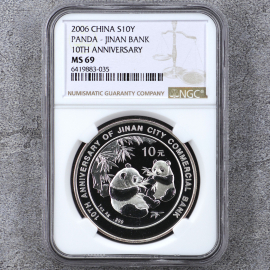 2006 CHINA S10Y
PANDA - JINAN BANK
10TH ANNIVERSARY
MS 69
6419883-035
NUMISMATIC GUARANTY COMPANY
NGC
10TH ANNIVERSARY OF JINAN CITY COMMERCIAL BANK
10元